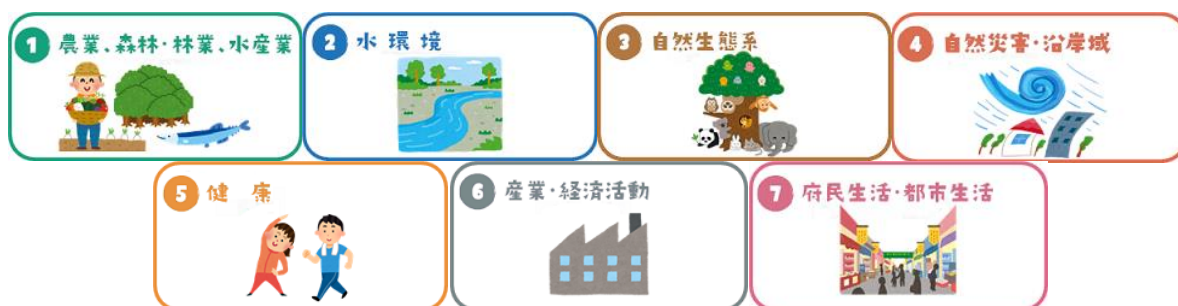 1 農業、森林・林業、水産業
2 水環境
3 自然生態系
4 自然災害・沿岸域
5 健康
6 産業・経済活動
7 府民生活・都市生活